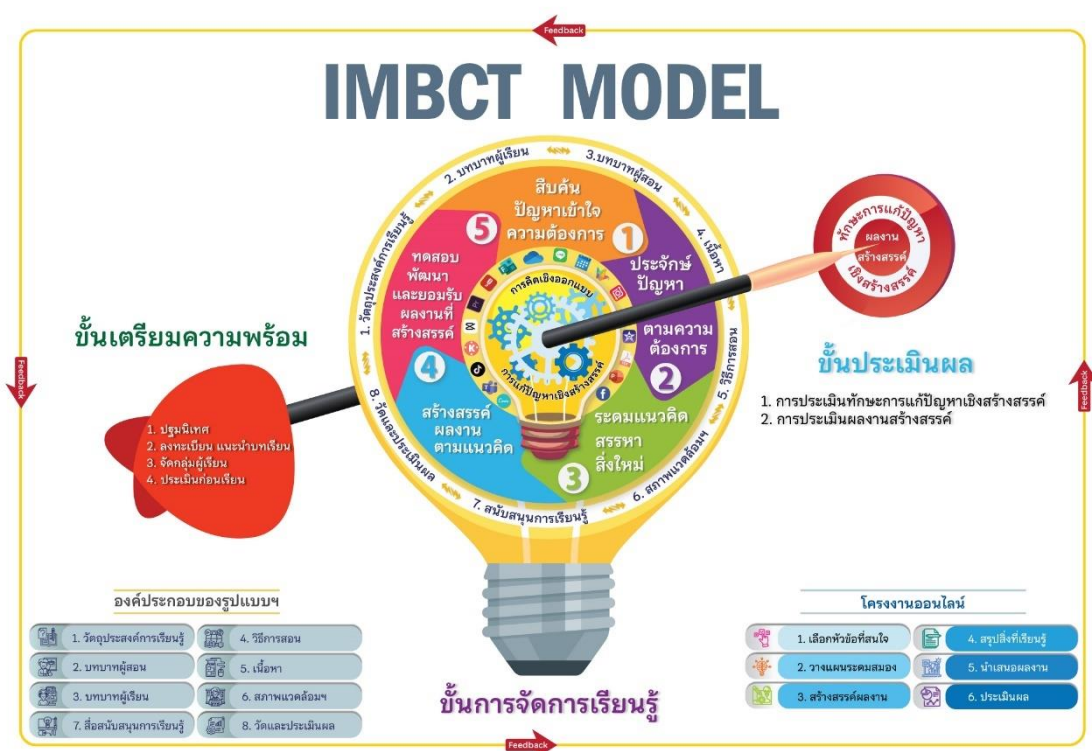 Feedback
IMBCT MODEL
1. วัตถุประสงค์การเรียนรู้
2. บทบาทผู้เรียน
3.บทบาทผู้สอน
4. เนื้อหา
5. วิธีการสอน
6. สภาพแวดล้อมฯ
7. สนับสนุนการเรียนรู้
8. วัดและประเมินผล
สืบค้น
ปัญหาเข้าใจ
ความต้องการ
1
ประจักษ์
ปัญหา
ตามความ
ต้องการ
2
ระดมแนวคิด
สรรหา
สิ่งใหม่
3
สร้างสรรค์
ผลงาน
ตามแนวคิด
4
ทดสอบ
พัฒนา
และยอมรับ
ผลงานที่
สร้างสรรค์
5
การคิดเชิงออกแบบ
การแก้ปัญหาเชิงสร้างสรรค์
ทักษะการแก้ปัญหา
เชิงสร้างสรรค์
ผลงาน
สร้างสรรค์
Feedback
ขั้นเตรียมความพร้อม
1. ปฐมนิเทศ
2. ลงทะเบียน แนะนำบทเรียน
3. จัดกลุ่มผู้เรียน
4. ประเมินก่อนเรียน
ขั้นประเมินผล
1. การประเมินทักษะการแก้ปัญหาเชิงสร้างสรรค์
2. การประเมินผลงานสร้างสรรค์
Feedback
องค์ประกอบของรูปแบบฯ
1. วัตถุประสงค์การเรียนรู้
2. บทบาทผู้สอน
3. บทบาทผู้เรียน
7. สื่อสนับสนุนการเรียนรู้
4. วิธีการสอน
5. เนื้อหา
6. สภาพแวดล้อมฯ
8. วัดและประเมินผล
ขั้นการจัดการเรียนรู้
โครงงานออนไลน์
1. เลือกหัวข้อที่สนใจ
2. วางแผนระดมสมอง
3. สร้างสรรค์ผลงาน
4. สรุปสิ่งที่เรียนรู้
5. นำเสนอผลงาน
6. ประเมินผล
Feedback